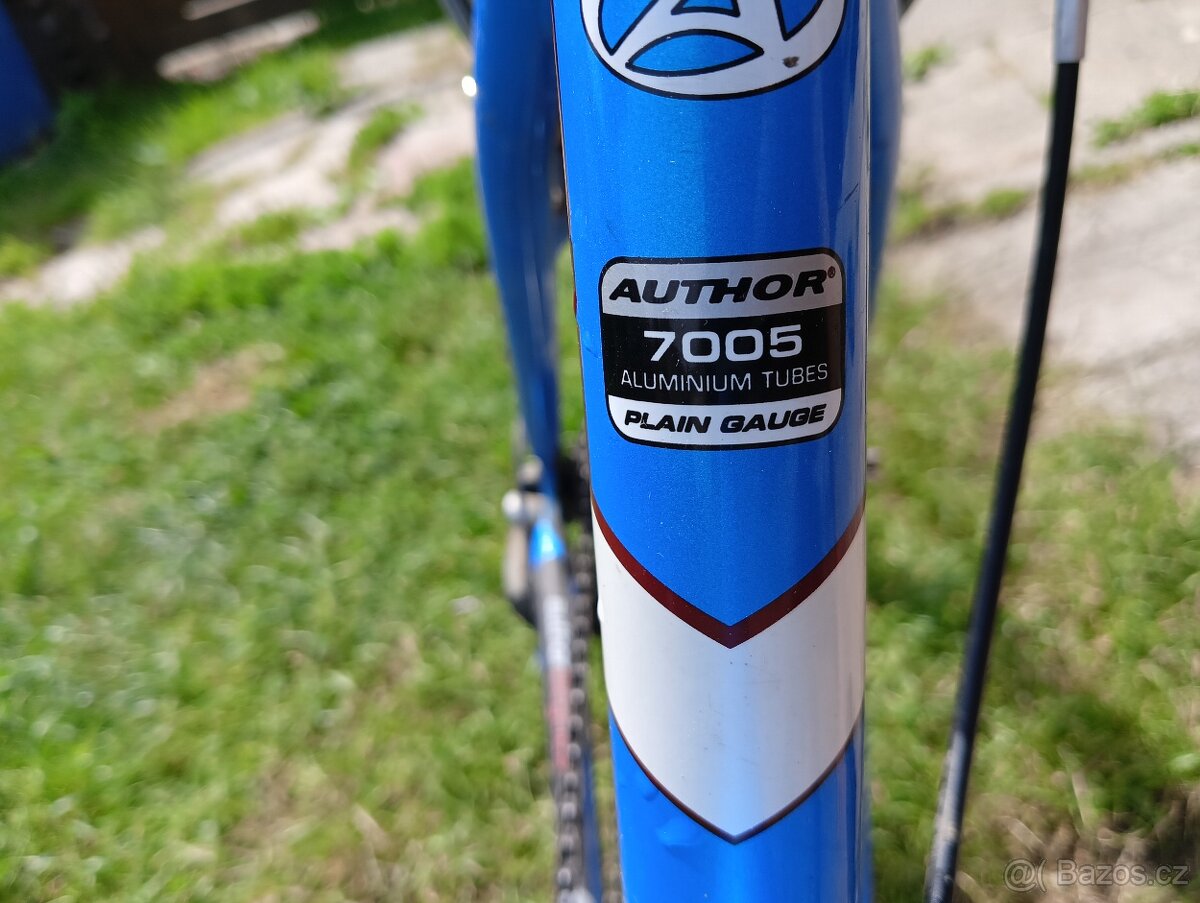 AUTHOR®
7005
ALUMINIUM TUBES
PLAIN GAUGE
@( Bazos.cz